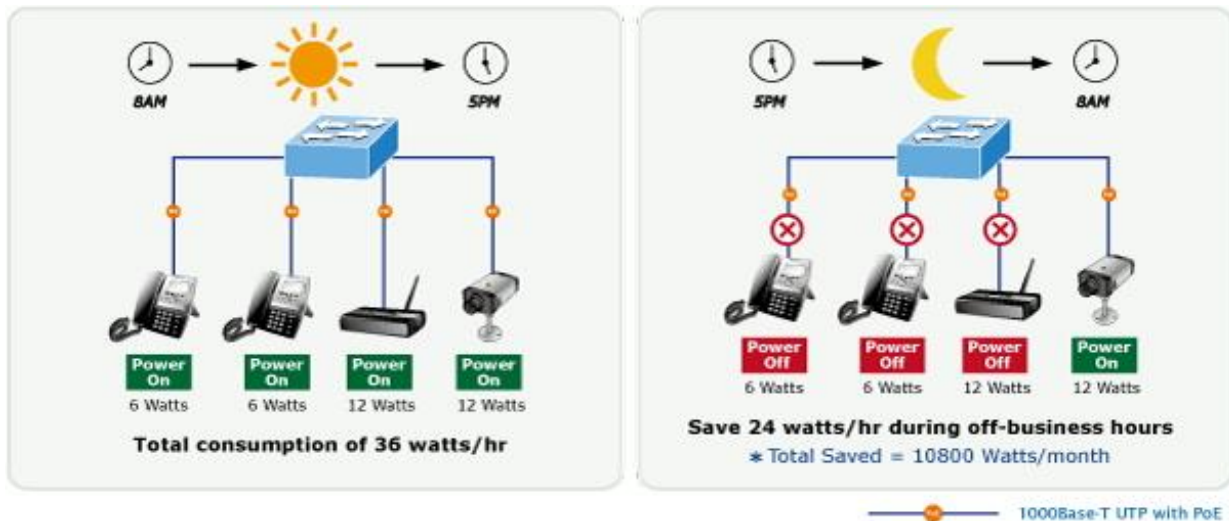 8AM
5PM
Power
On
6 Watts
Power
On
6 Watts
Power
On
12 Watts
Power
On
12 Watts
Total consumption of 36 watts/hr
5PM
8AM
Power
Off
6 Watts
Power
Off
6 Watts
Power
Off
12 Watts
Power
On
12 Watts
Save 24 watts/hr during off-business hours
* Total Saved = 10800 Watts/month
PoE
1000Base-T UTP with PoE